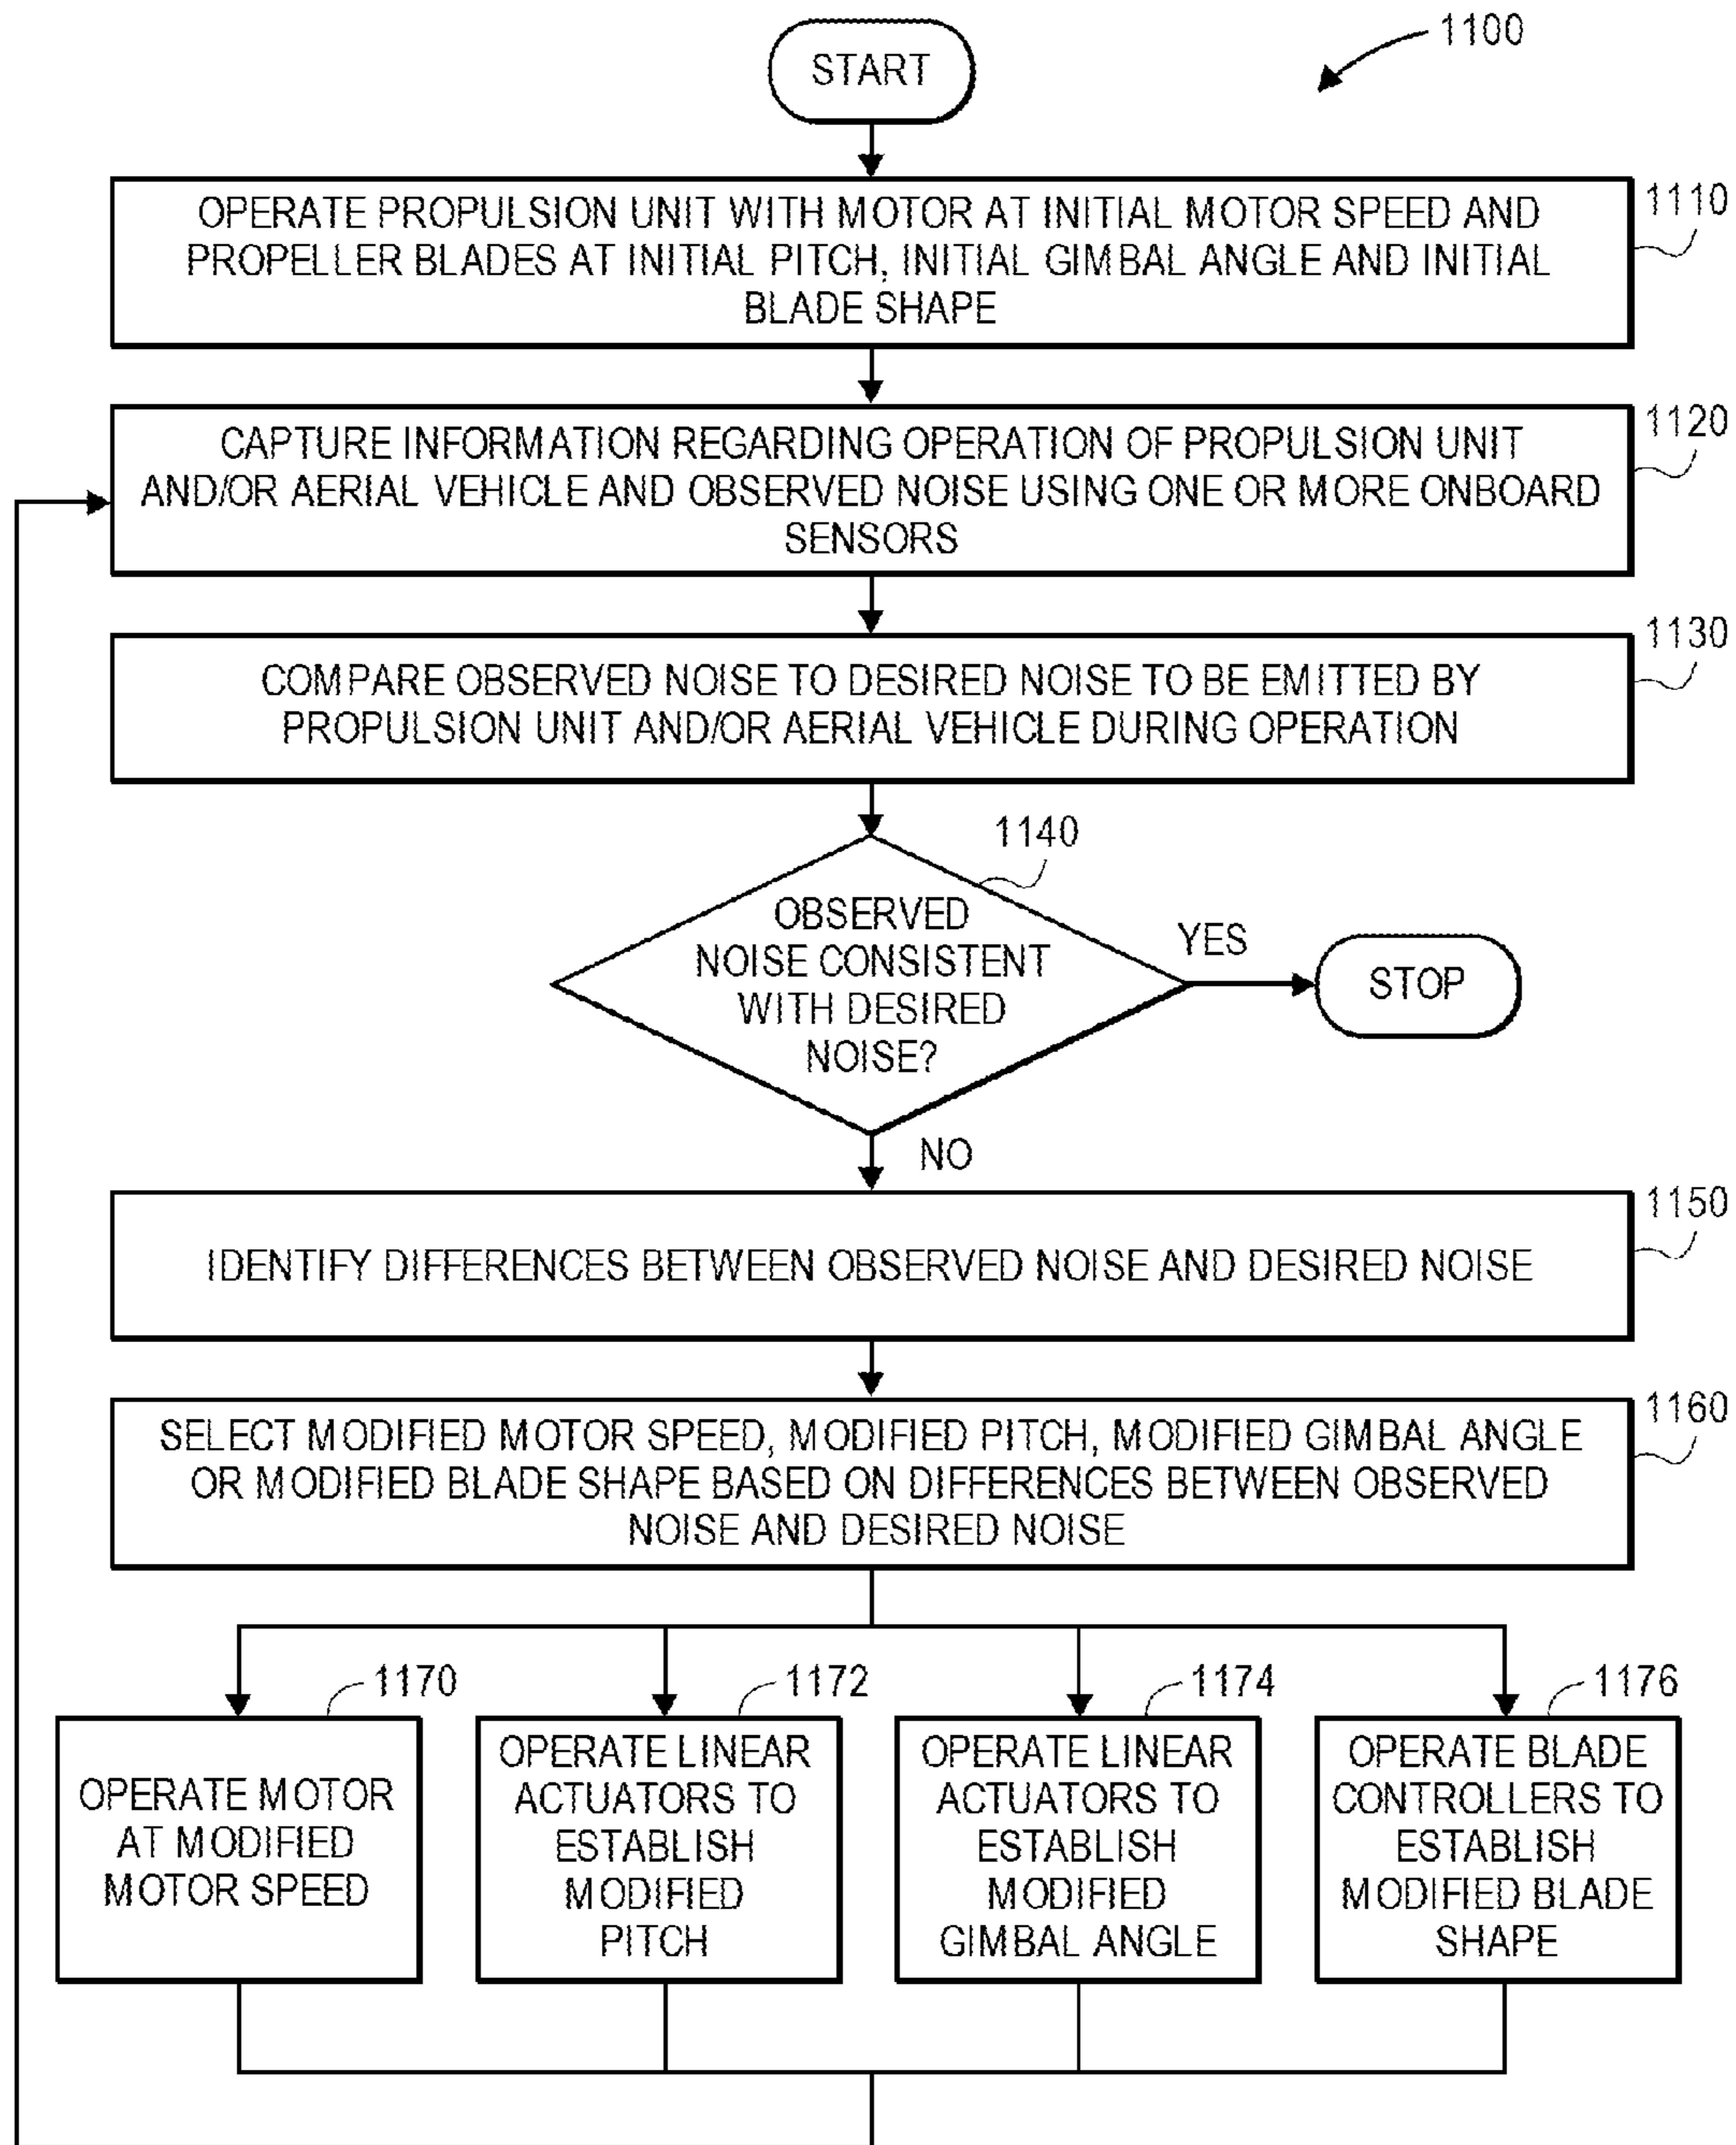 1100
START
1110
OPERATE PROPULSION UNIT WITH MOTOR AT INITIAL MOTOR SPEED AND
PROPELLER BLADES AT INITIAL PITCH, INITIAL GIMBAL ANGLE AND INITIAL
BLADE SHAPE
1120
CAPTURE INFORMATION REGARDING OPERATION OF PROPULSION UNIT
AND/OR AERIAL VEHICLE AND OBSERVED NOISE USING ONE OR MORE ONBOARD
SENSORS
1130
COMPARE OBSERVED NOISE TO DESIRED NOISE TO BE EMITTED BY
PROPULSION UNIT AND/OR AERIAL VEHICLE DURING OPERATION
1140
OBSERVED
NOISE CONSISTENT
WITH DESIRED
NOISE?
YES
STOP
NO
1150
IDENTIFY DIFFERENCES BETWEEN OBSERVED NOISE AND DESIRED NOISE
1160
SELECT MODIFIED MOTOR SPEED, MODIFIED PITCH, MODIFIED GIMBAL ANGLE
OR MODIFIED BLADE SHAPE BASED ON DIFFERENCES BETWEEN OBSERVED
NOISE AND DESIRED NOISE
1170
OPERATE MOTOR
AT MODIFIED
MOTOR SPEED
1172
OPERATE LINEAR
ACTUATORS TO
ESTABLISH
MODIFIED
PITCH
1174
OPERATE LINEAR
ACTUATORS TO
ESTABLISH
MODIFIED
GIMBAL ANGLE
1176
OPERATE BLADE
CONTROLLERS TO
ESTABLISH
MODIFIED BLADE
SHAPE